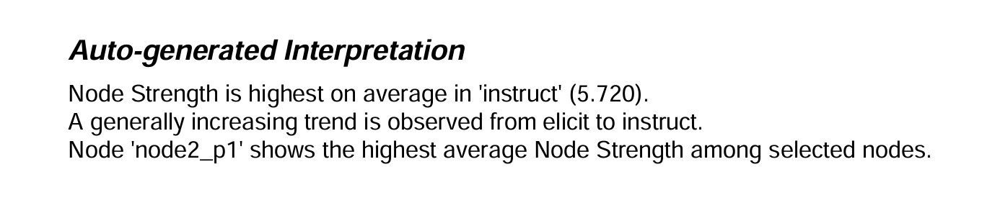 Auto-generated Interpretation
Node Strength is highest on average in 'instruct' (5.720).
A generally increasing trend is observed from elicit to instruct.
Node 'node2_p1' shows the highest average Node Strength among selected nodes.